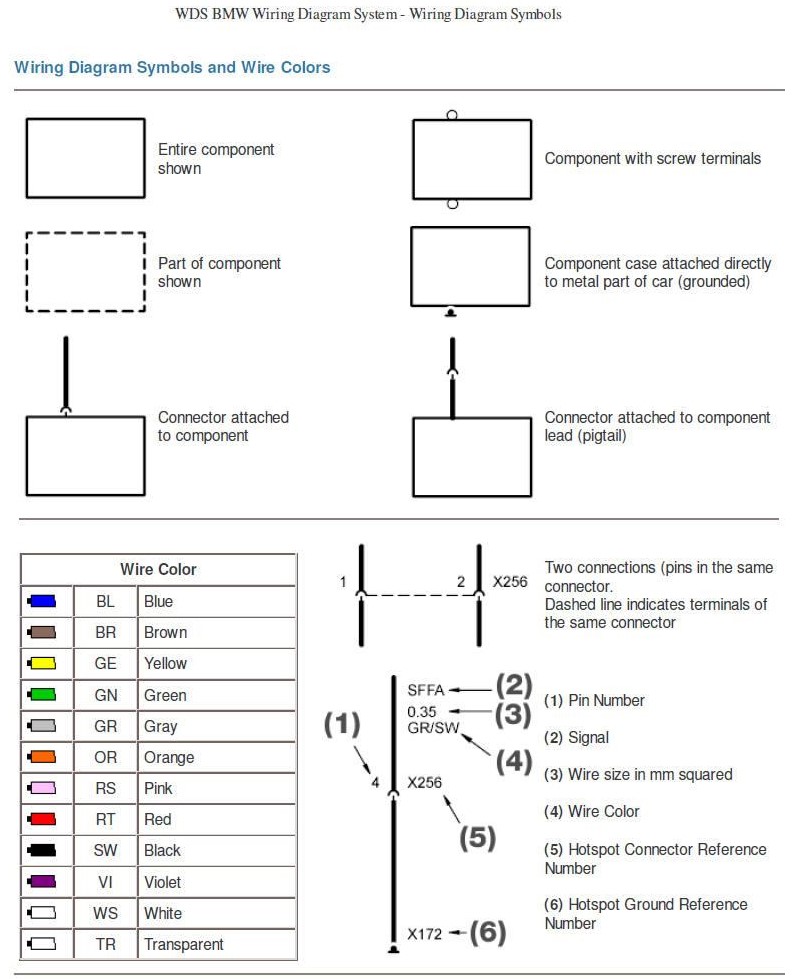 WDS BMW Wiring Diagram System - Wiring Diagram Symbols
Wiring Diagram Symbols and Wire Colors
Entire component
shown
Component with screw terminals
Part of component
shown
Component case attached directly
to metal part of car (grounded)
Connector attached
to component
Connector attached to component
lead (pigtail)
Wire Color
BL Blue
BR Brown
GE Yellow
GN Green
GR Gray
OR Orange
RS Pink
RT Red
SW Black
VI Violet
WS White
TR Transparent
1 2 X256
Two connections (pins in the same
connector.
Dashed line indicates terminals of
the same connector
SFFA (2)
0.35 (3)
GR/SW
(1)
(4)
4 X256
(5)
X172 (6)
(1) Pin Number
(2) Signal
(3) Wire size in mm squared
(4) Wire Color
(5) Hotspot Connector Reference
Number
(6) Hotspot Ground Reference
Number